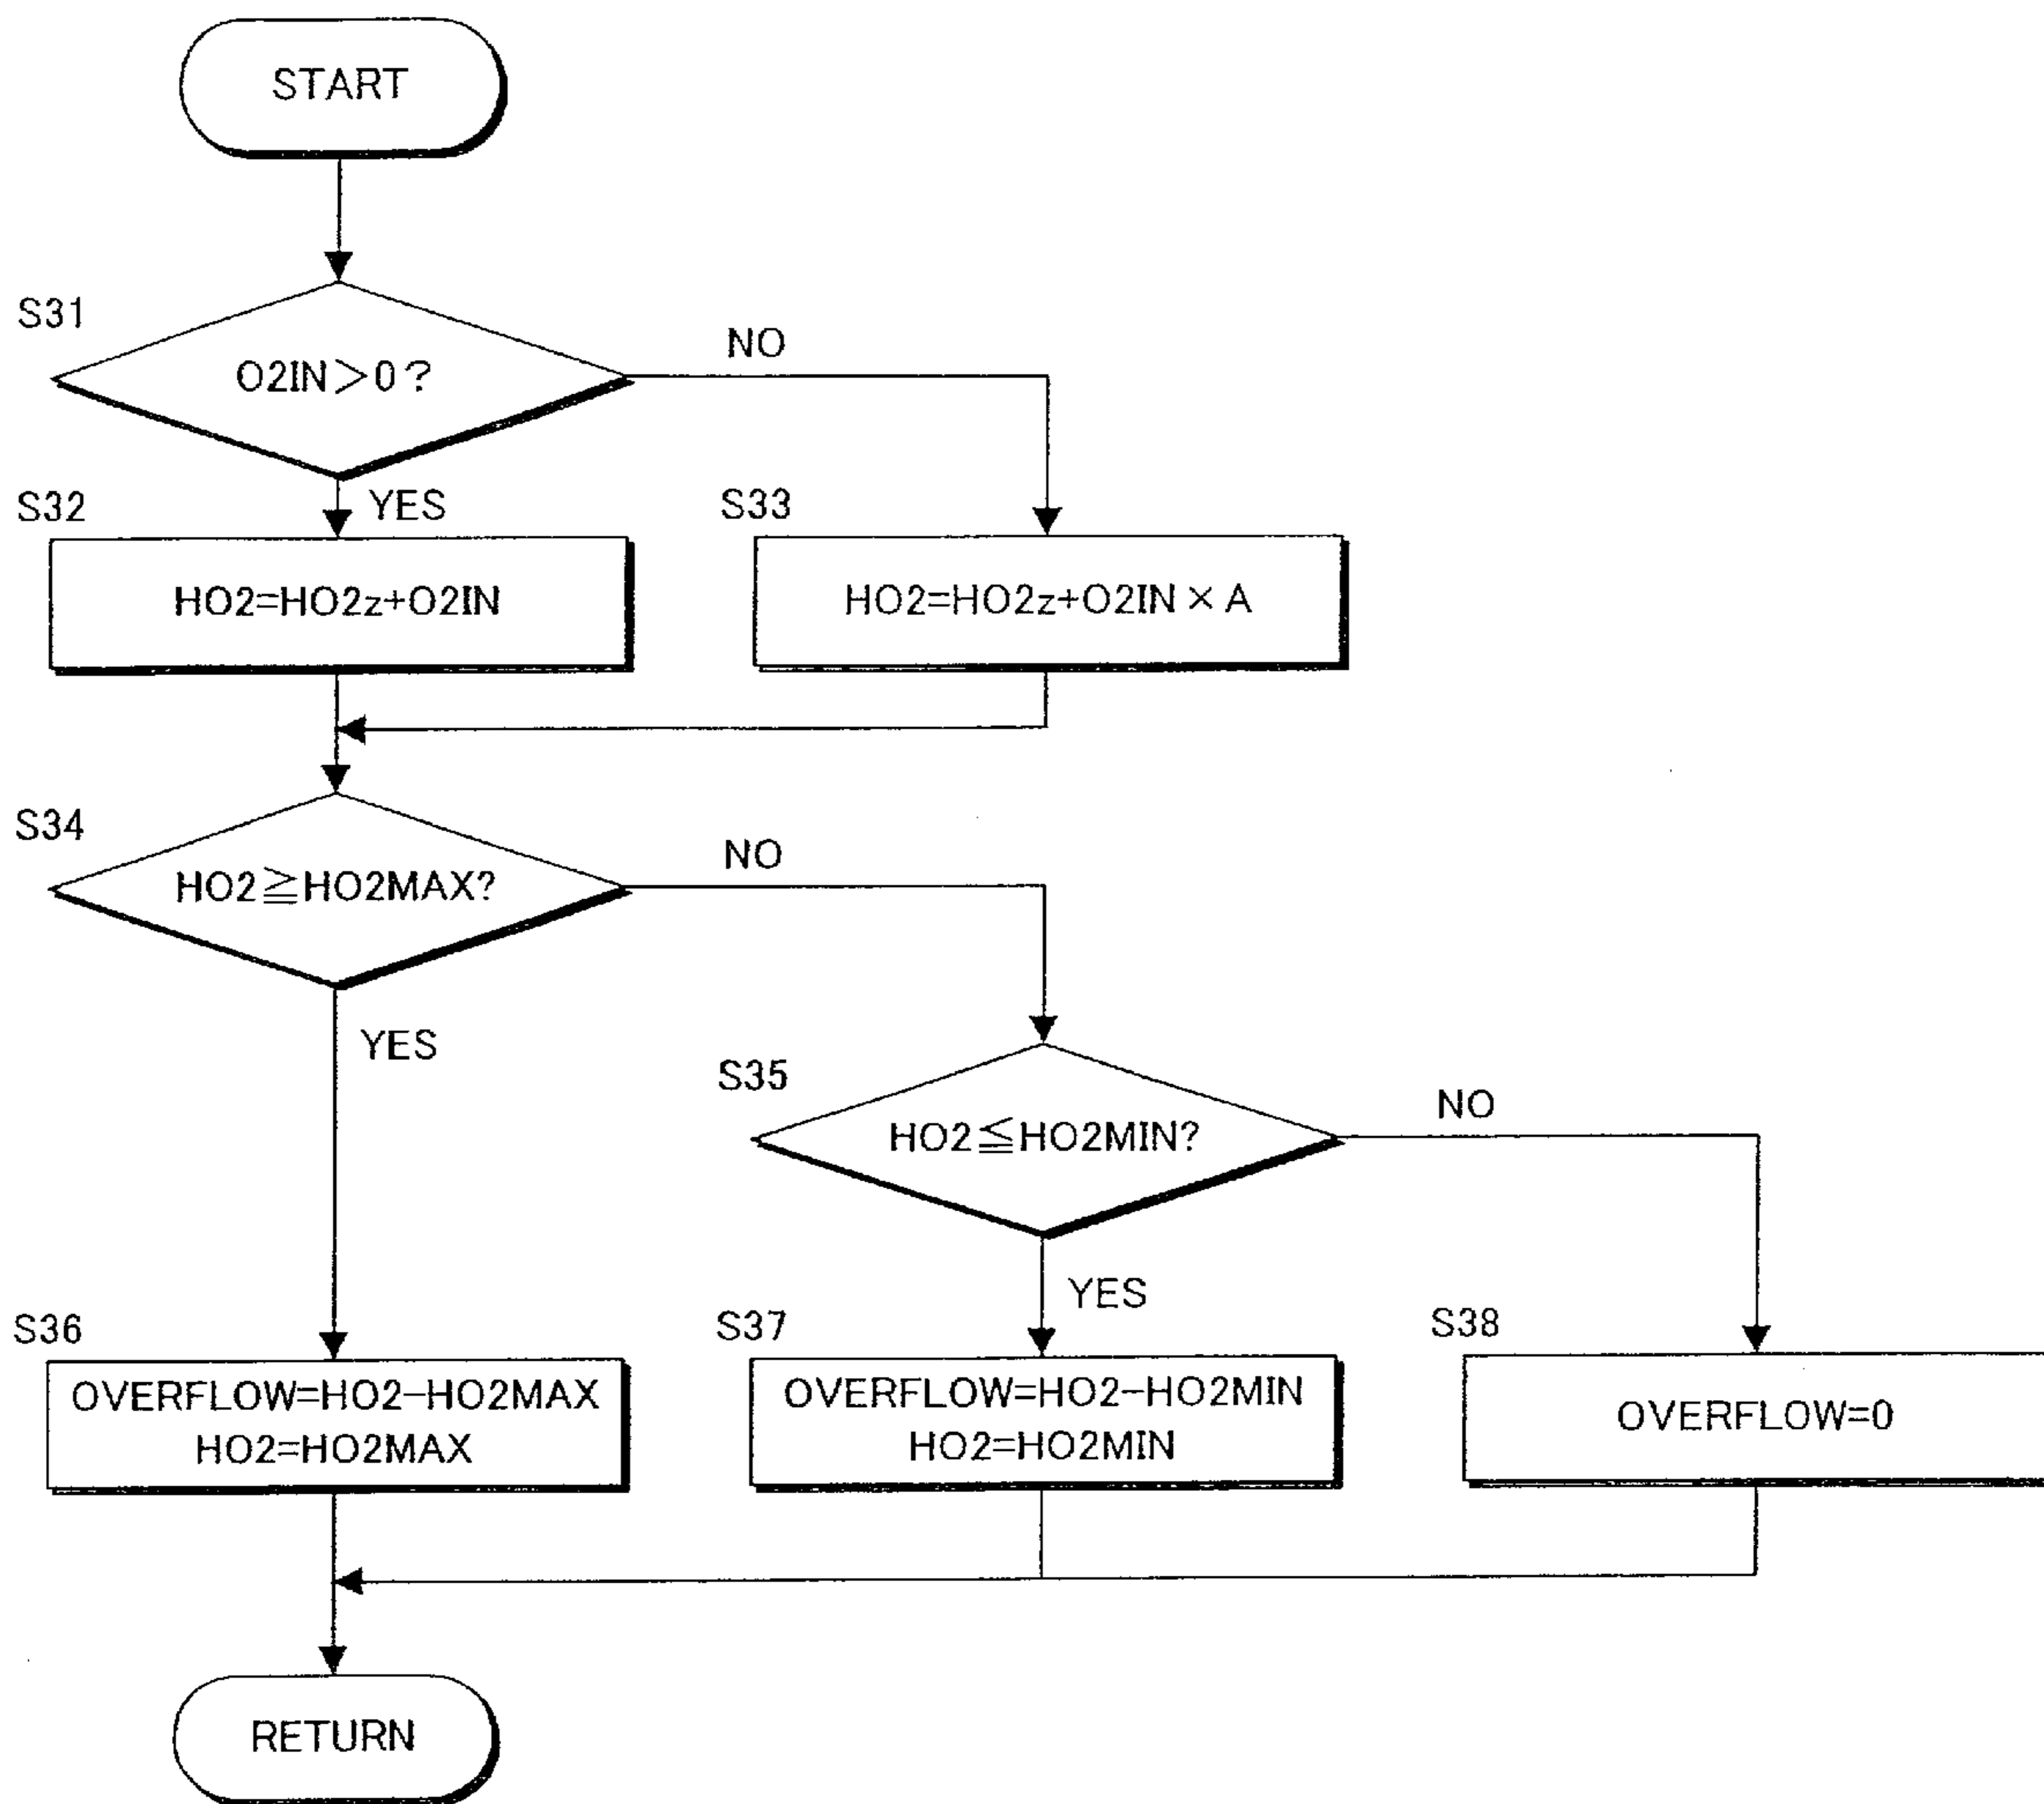 START
S31
O2IN＞0？
NO
S32
YES
S33
HO2=HO2z+O2IN
HO2=HO2z+O2IN × A
S34
HO2≧HO2MAX?
NO
YES
S35
HO2≦HO2MIN?
NO
YES
S36
S37
S38
OVERFLOW=HO2-HO2MAX
HO2=HO2MAX
OVERFLOW=HO2-HO2MIN
HO2=HO2MIN
OVERFLOW=0
RETURN